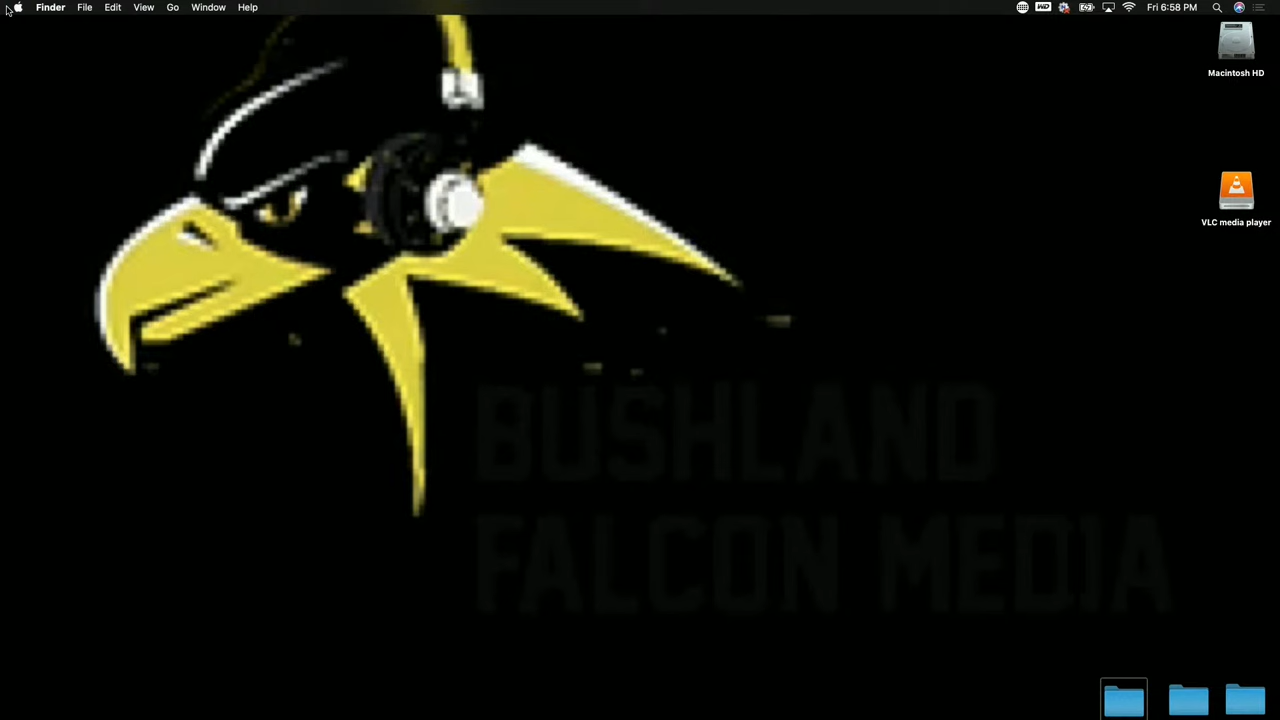 Finder File Edit View Go Window Help
WD
Fri 6:58 PM
Macintosh HD
VLC media player
BUSHLAND
FALCON MEDIA